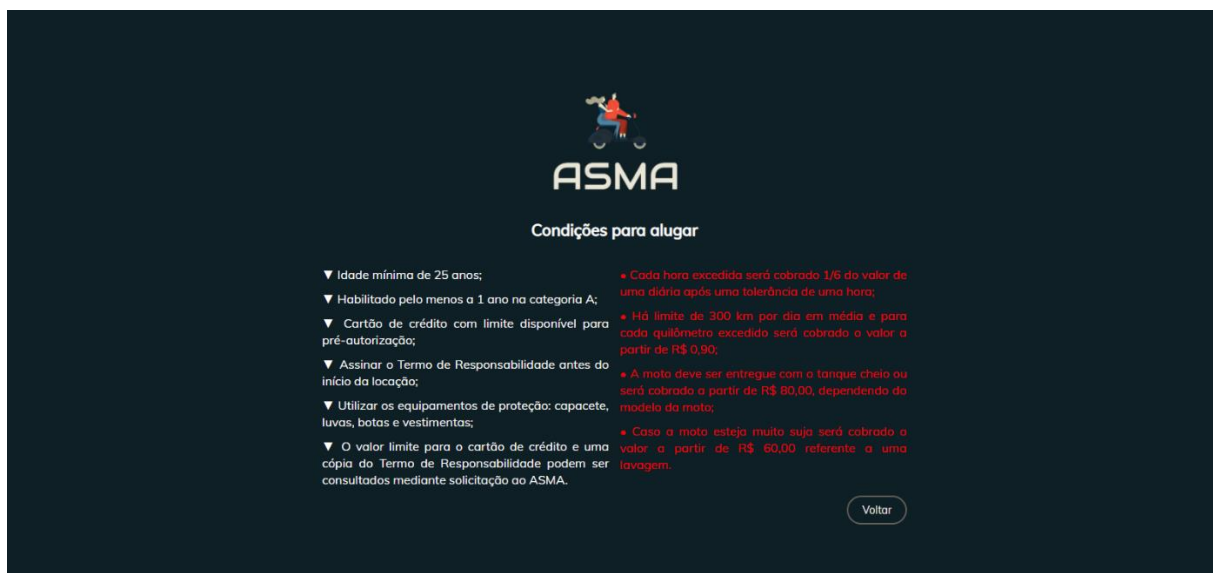 ASMA
Condições para alugar
▼ Idade mínima de 25 anos;
▼ Habilitado pelo menos a 1 ano na categoria A;
▼ Cartão de crédito com limite disponível para
pré-autorização;
▼ Assinar o Termo de Responsabilidade antes do
início da locação;
▼ Utilizar os equipamentos de proteção: capacete,
luvas, botas e vestimentas;
▼ O valor limite para o cartão de crédito e uma
cópia do Termo de Responsabilidade podem ser
consultados mediante solicitação ao ASMA.
• Cada hora excedida será cobrado 1/6 do valor de
uma diária após uma tolerância de uma hora;
• Há limite de 300 km por dia em média e para
cada quilômetro excedido será cobrado o valor a
partir de R$ 0,90;
• A moto deve ser entregue com o tanque cheio ou
será cobrado a partir de R$ 80,00, dependendo do
modelo da moto;
• Caso a moto esteja muito suja será cobrado o
valor a partir de R$ 60,00 referente a uma
lavagem.
Voltar